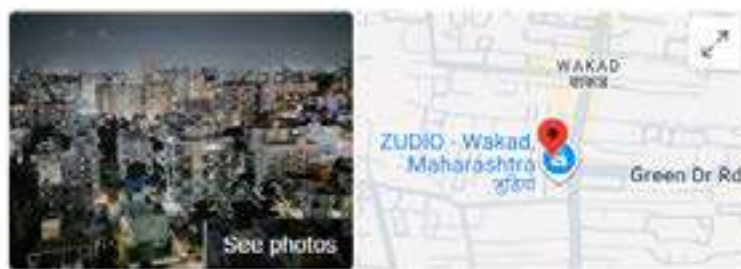 See photos
WAKAD
वाकड
ZUDIO - Wakad,
Maharashtra
जुडियो
Green Dr Rd